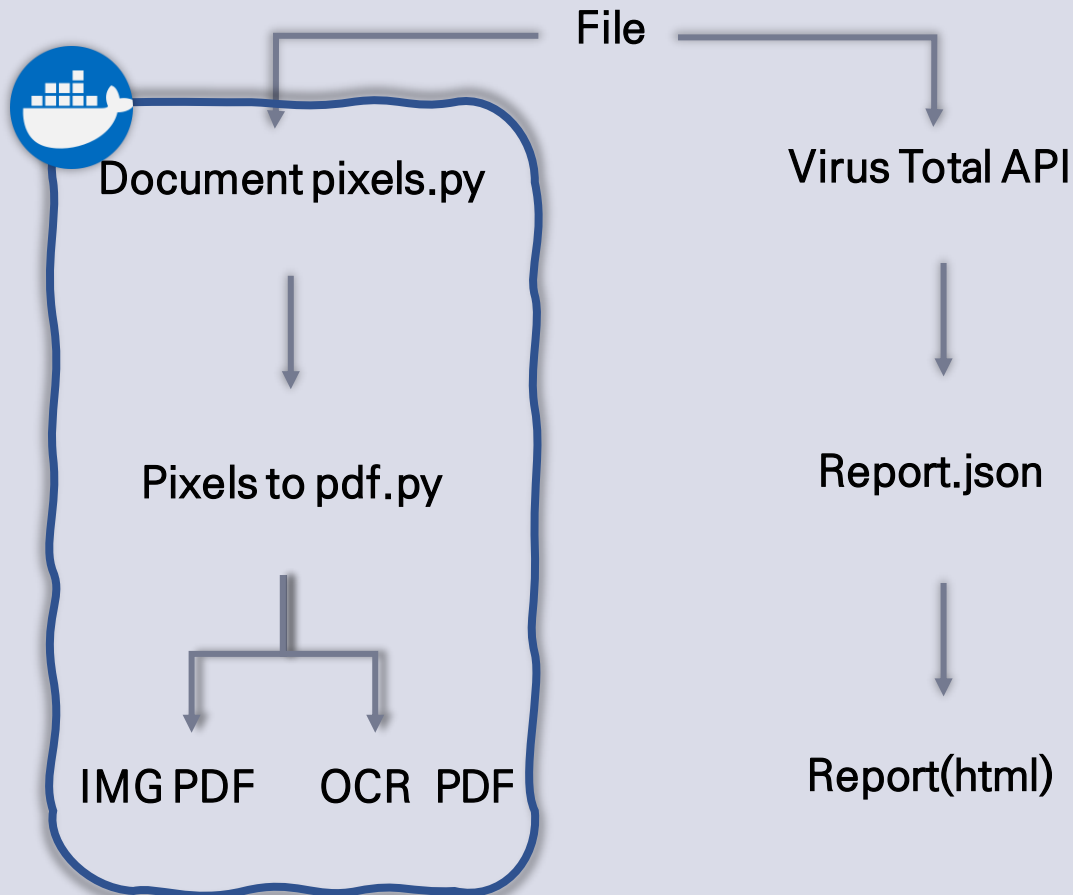 File
Document pixels.py
Virus Total API
Pixels to pdf.py
Report.json
IMG PDF
OCR PDF
Report(html)